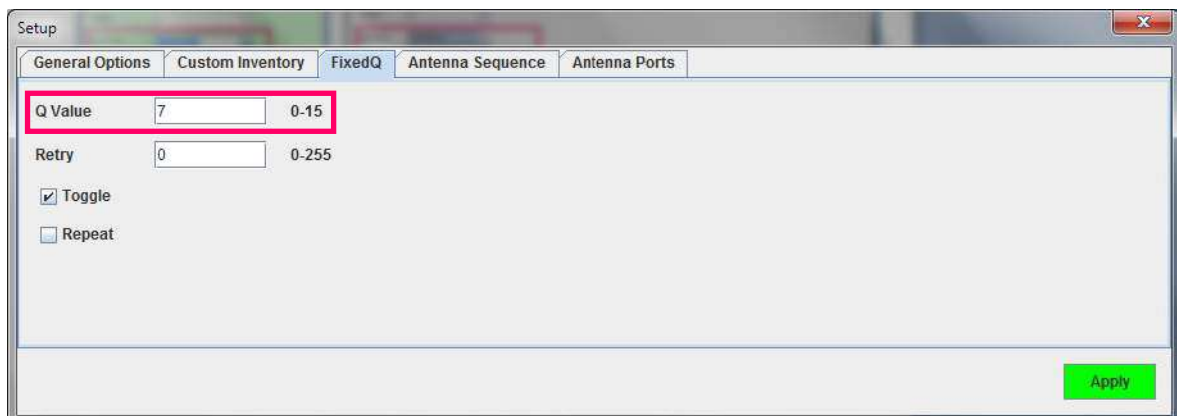 Setup
General Options Custom Inventory FixedQ Antenna Sequence Antenna Ports
Q Value 7 0-15
Retry 0 0-255
Toggle
Repeat
Apply